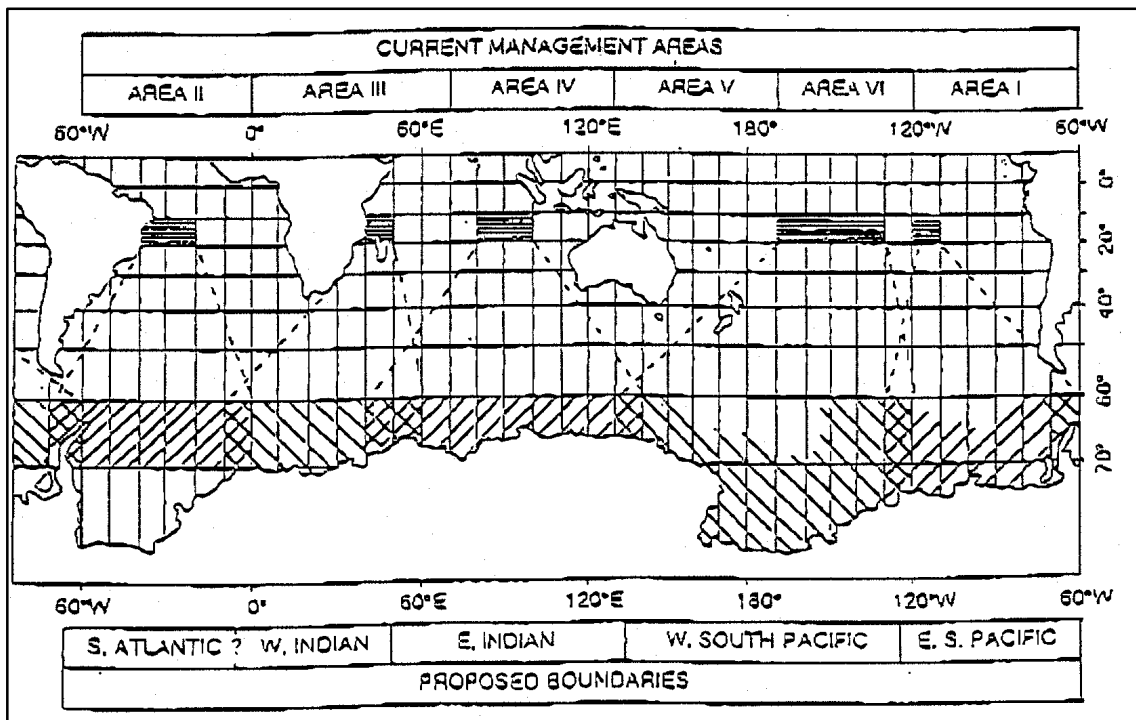 CURRENT MANAGEMENT AREAS
AREA II AREA III AREA IV AREA V AREA VI AREA I
60°W 0° 60°E 120°E 180° 120°W 60°W
0°
20°
40°
60°
70°
60°W 0° 60°E 120°E 180° 120°W 60°W
S. ATLANTIC ? W. INDIAN E. INDIAN W. SOUTH PACIFIC E. S. PACIFIC
PROPOSED BOUNDARIES